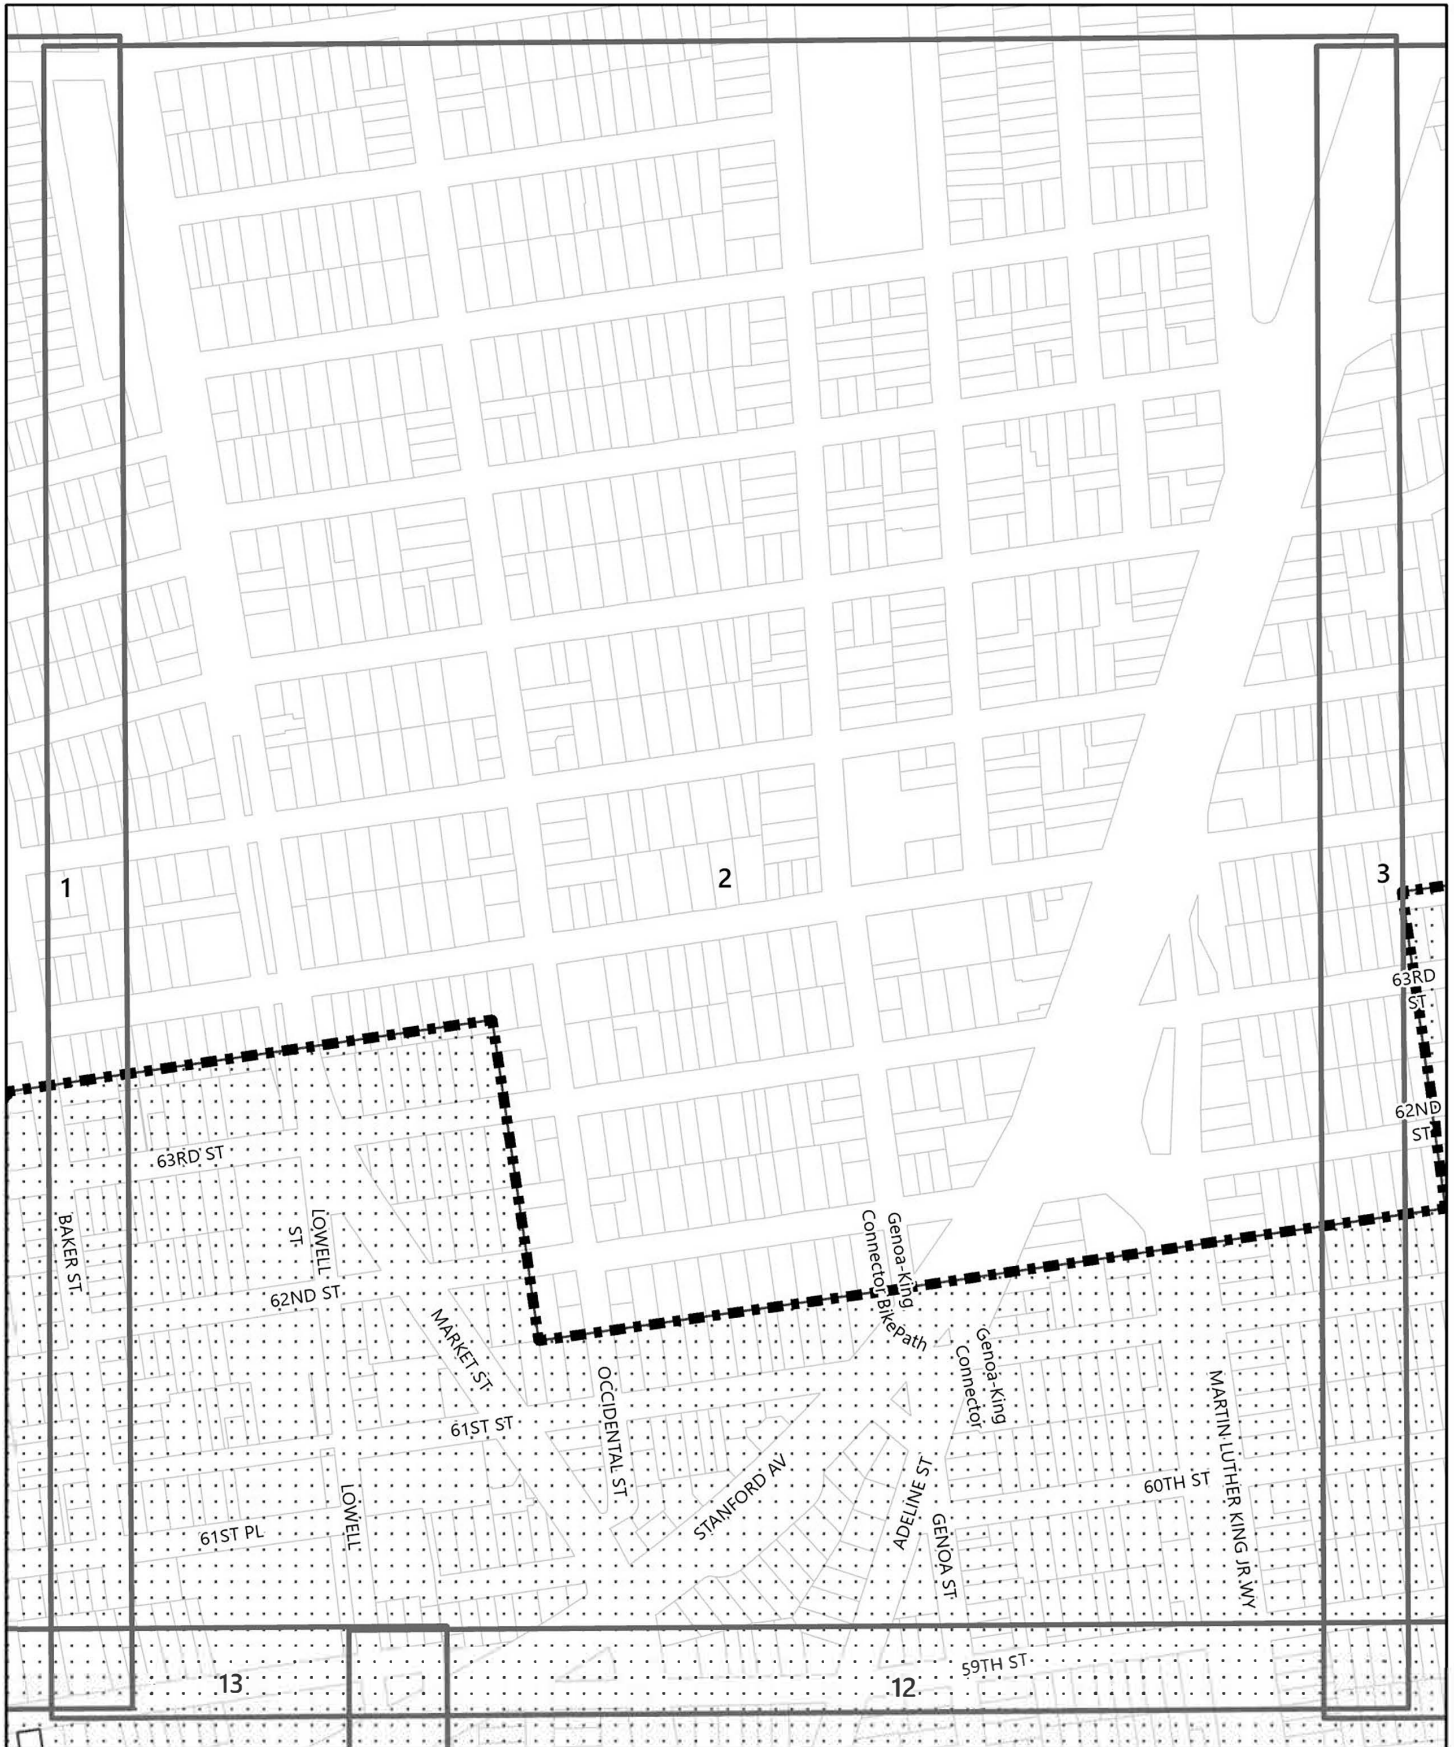 1
2
3
63RD
ST
62ND
ST
63RD ST
BAKER ST
LOWELL
ST
62ND ST
Genoa-King
Connector BikePath
MARKET ST
61ST ST
OCCIDENTAL ST
Genoa-King
Connector
STANFORD AV
ADELINE ST
GENOA ST
60TH ST
MARTIN LUTHER KING JR WY
LOWELL
61ST PL
59TH ST
13
12